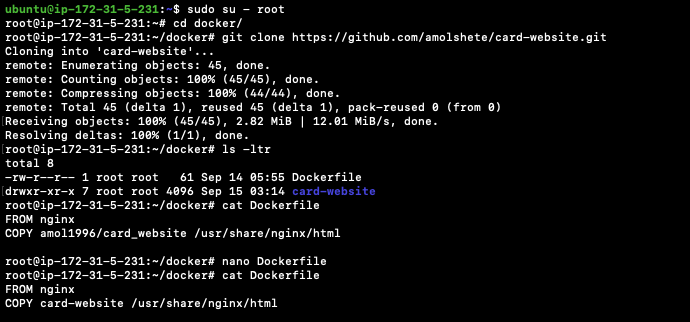 ubuntu@ip-172-31-5-231:~$ sudo su - root
root@ip-172-31-5-231:~# cd docker/
root@ip-172-31-5-231:~/docker# git clone https://github.com/amolshete/card-website.git
Cloning into 'card-website'...
remote: Enumerating objects: 45, done.
remote: Counting objects: 100% (45/45), done.
remote: Compressing objects: 100% (44/44), done.
remote: Total 45 (delta 1), reused 45 (delta 1), pack-reused 0 (from 0)
Receiving objects: 100% (45/45), 2.82 MiB | 12.01 MiB/s, done.
Resolving deltas: 100% (1/1), done.
root@ip-172-31-5-231:~/docker# ls -ltr
total 8
-rw-r--r-- 1 root root   61 Sep 14 05:55 Dockerfile
drwxr-xr-x 7 root root 4096 Sep 15 03:14 card-website
root@ip-172-31-5-231:~/docker# cat Dockerfile
FROM nginx
COPY amol1996/card_website /usr/share/nginx/html
root@ip-172-31-5-231:~/docker# nano Dockerfile
root@ip-172-31-5-231:~/docker# cat Dockerfile
FROM nginx
COPY card-website /usr/share/nginx/html